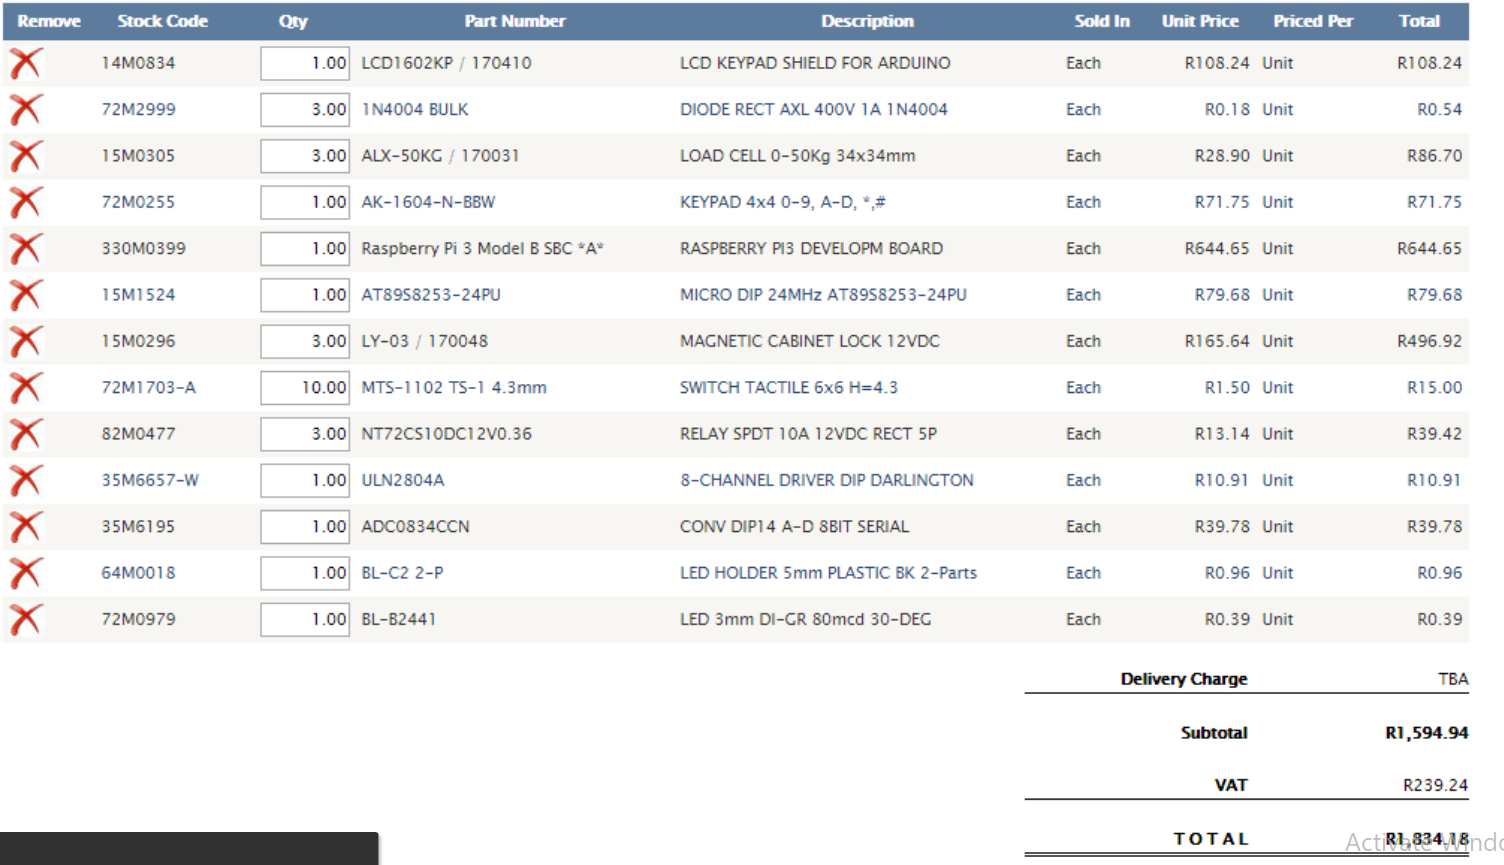 Remove Stock Code Qty Part Number Description Sold In Unit Price Priced Per Total
14M0834 1.00 LCD1602KP / 170410 LCD KEYPAD SHIELD FOR ARDUINO Each R108.24 Unit R108.24
72M2999 3.00 1N4004 BULK DIODE RECT AXL 400V 1A 1N4004 Each R0.18 Unit R0.54
15M0305 3.00 ALX-50KG / 170031 LOAD CELL 0-50Kg 34x34mm Each R28.90 Unit R86.70
72M0255 1.00 AK-1604-N-BBW KEYPAD 4x4 0-9, A-D, *,# Each R71.75 Unit R71.75
330M0399 1.00 Raspberry Pi 3 Model B SBC *A* RASPBERRY PI3 DEVELOPM BOARD Each R644.65 Unit R644.65
15M1524 1.00 AT89S8253-24PU MICRO DIP 24MHz AT89S8253-24PU Each R79.68 Unit R79.68
15M0296 3.00 LY-03 / 170048 MAGNETIC CABINET LOCK 12VDC Each R165.64 Unit R496.92
72M1703-A 10.00 MTS-1102 TS-1 4.3mm SWITCH TACTILE 6x6 H=4.3 Each R1.50 Unit R15.00
82M0477 3.00 NT72CS10DC12V0.36 RELAY SPDT 10A 12VDC RECT 5P Each R13.14 Unit R39.42
35M6657-W 1.00 ULN2804A 8-CHANNEL DRIVER DIP DARLINGTON Each R10.91 Unit R10.91
35M6195 1.00 ADC0834CCN CONV DIP14 A-D 8BIT SERIAL Each R39.78 Unit R39.78
64M0018 1.00 BL-C2 2-P LED HOLDER 5mm PLASTIC BK 2-Parts Each R0.96 Unit R0.96
72M0979 1.00 BL-B2441 LED 3mm DI-GR 80mcd 30-DEG Each R0.39 Unit R0.39
Delivery Charge TBA
Subtotal R1,594.94
VAT R239.24
TOTAL R1,834.18
Activate Windo